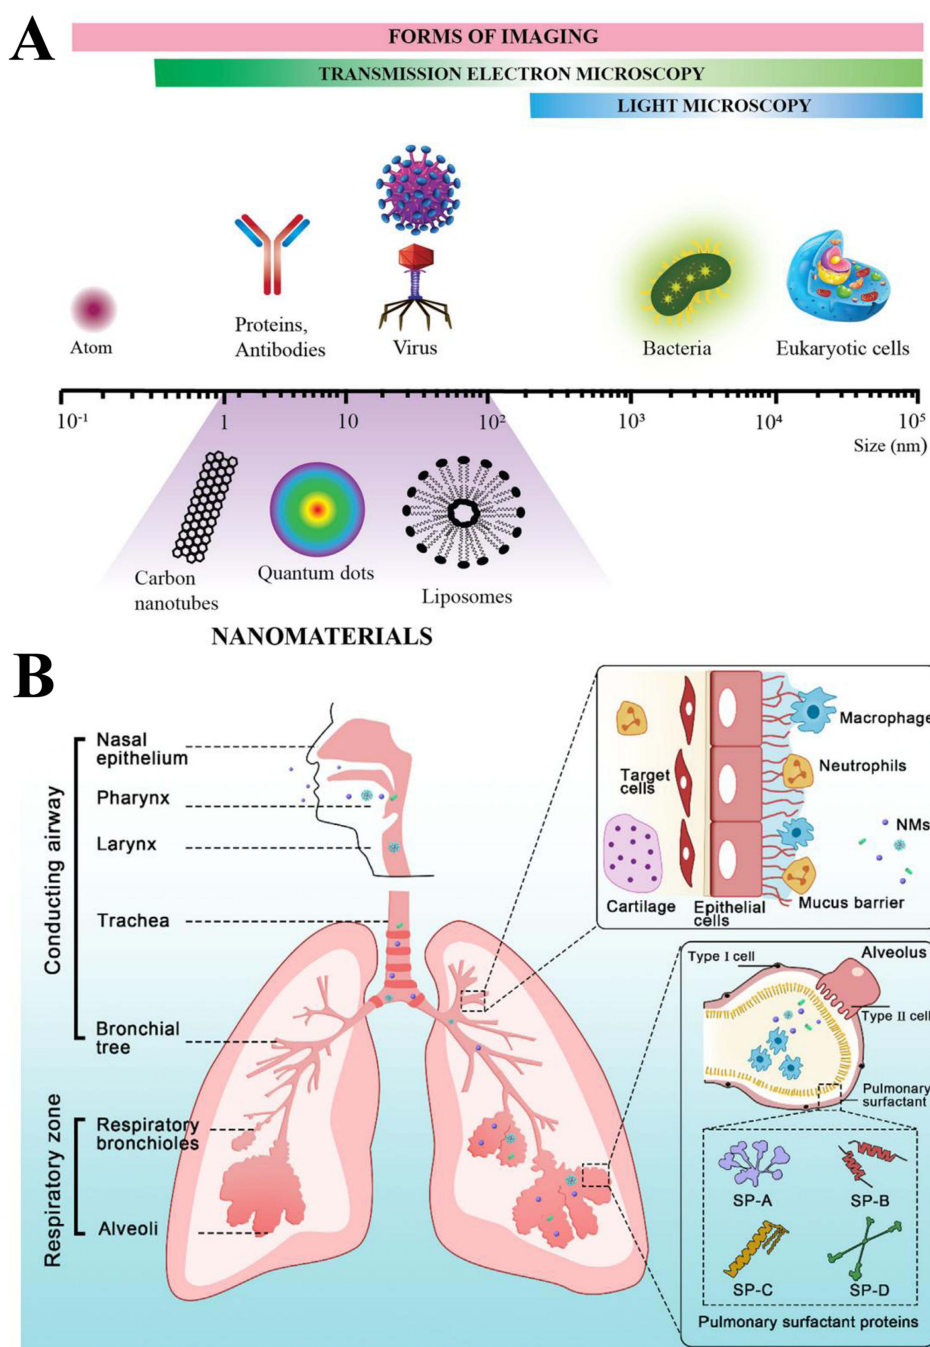 A
FORMS OF IMAGING
TRANSMISSION ELECTRON MICROSCOPY
LIGHT MICROSCOPY
Atom
Proteins,
Antibodies
Virus
Bacteria
Eukaryotic cells
10⁻¹
1
10
10²
10³
10⁴
10⁵
Size (nm)
Carbon
nanotubes
Quantum dots
Liposomes
NANOMATERIALS
B
Conducting airway
Nasal
epithelium
Pharynx
Larynx
Trachea
Bronchial
tree
Respiratory zone
Respiratory
bronchioles
Alveoli
Macrophage
Neutrophils
Target
cells
NMs
Cartilage
Epithelial
cells
Mucus barrier
Type I cell
Alveolus
Type II cell
Pulmonary
surfactant
SP-A
SP-B
SP-C
SP-D
Pulmonary surfactant proteins